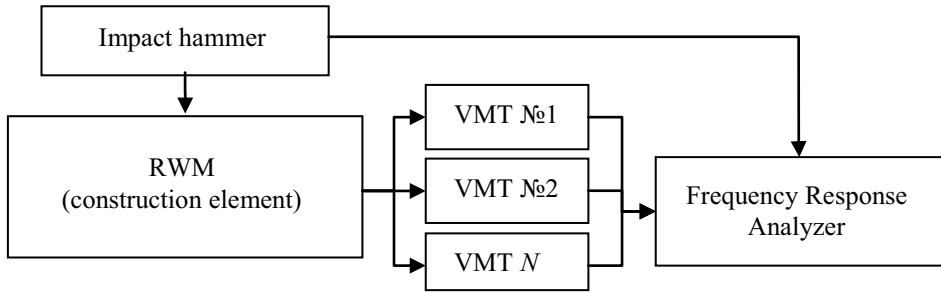 Impact hammer
RWM
(construction element)
VMT №1
VMT №2
VMT N
Frequency Response
Analyzer